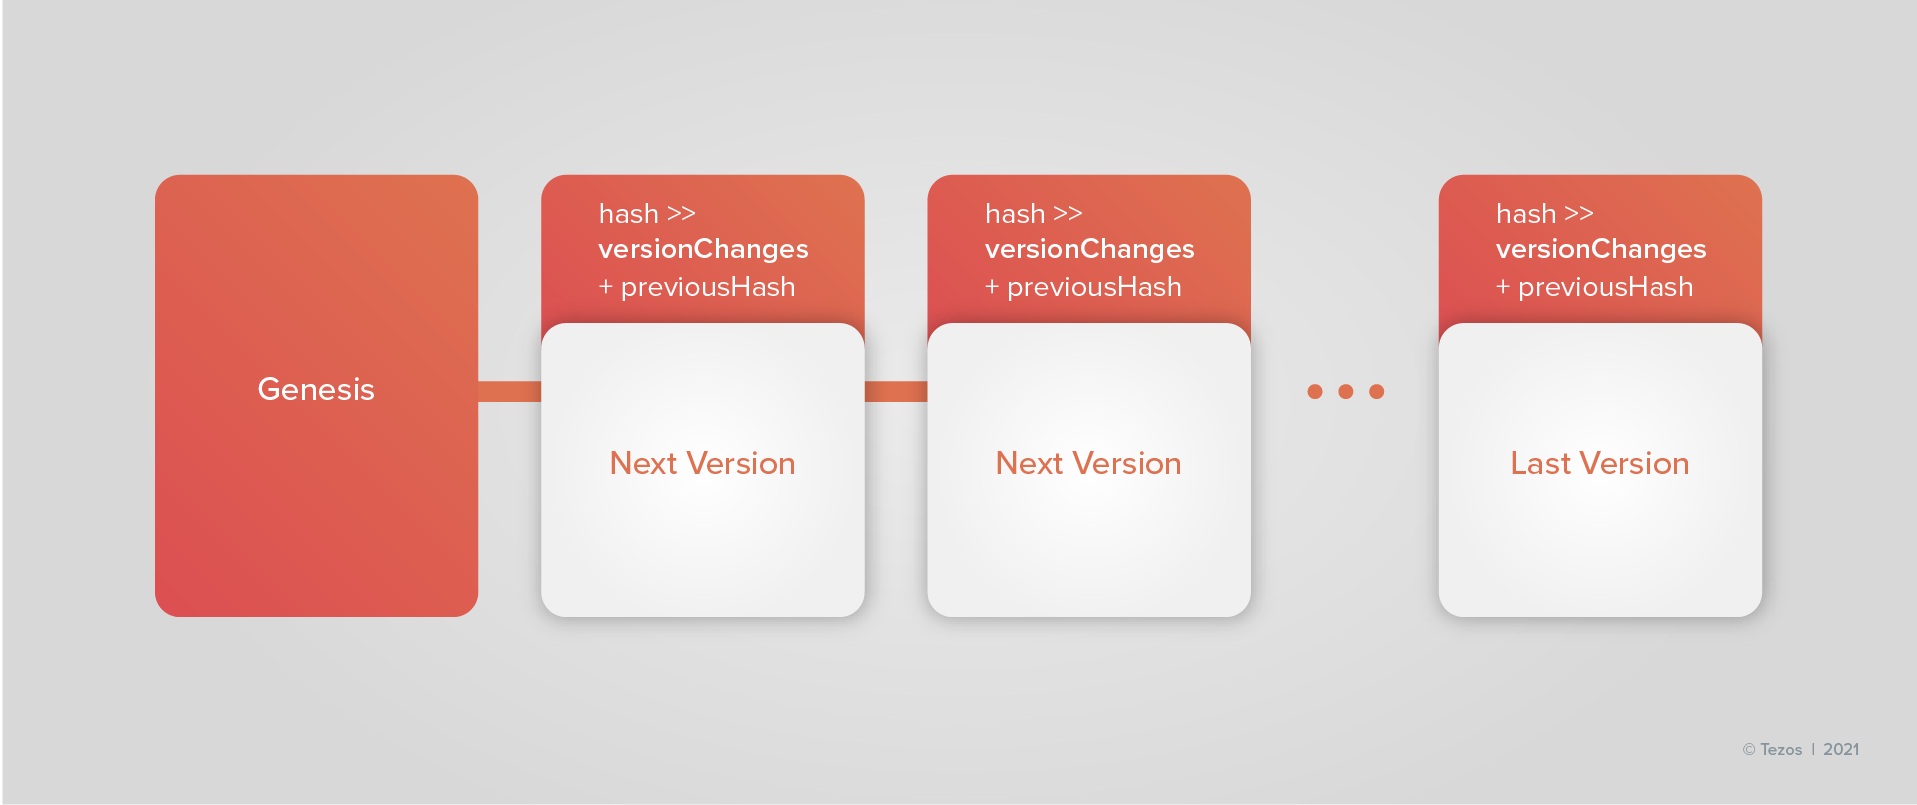 Genesis
hash >>
versionChanges
+ previousHash
Next Version
hash >>
versionChanges
+ previousHash
Next Version
hash >>
versionChanges
+ previousHash
Last Version
© Tezos | 2021